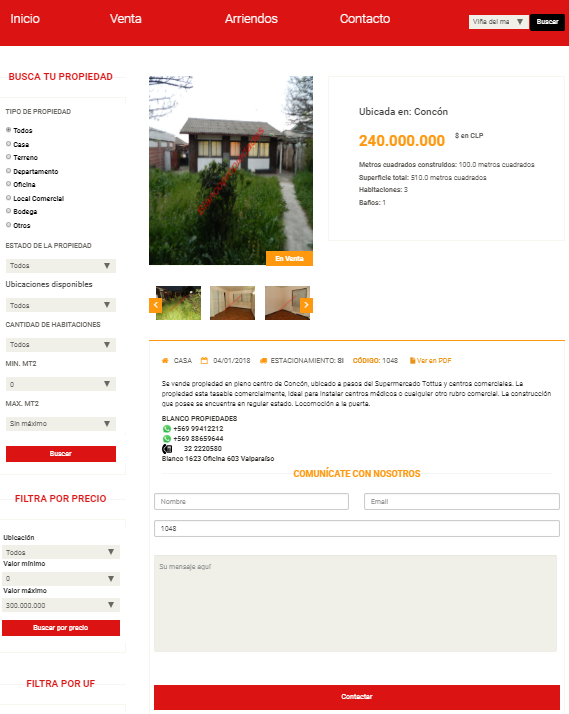 Inicio
Venta
Arriendos
Contacto
Viña del ma
Buscar
BUSCA TU PROPIEDAD
TIPO DE PROPIEDAD
Todos
Casa
Terreno
Departamento
Oficina
Local Comercial
Bodega
Otros
ESTADO DE LA PROPIEDAD
Todos
Ubicaciones disponibles
Todos
CANTIDAD DE HABITACIONES
Todos
MIN. MT2
0
MAX. MT2
Sin máximo
Buscar
FILTRA POR PRECIO
Ubicación
Todos
Valor mínimo
0
Valor máximo
300.000.000
Buscar por precio
FILTRA POR UF
En Venta
Ubicada en: Concón
240.000.000 $ en CLP
Metros cuadrados construidos: 100.0 metros cuadrados
Superficie total: 510.0 metros cuadrados
Habitaciones: 3
Baños: 1
CASA 04/01/2018 ESTACIONAMIENTO: SI CÓDIGO: 1048 Ver en PDF
Se vende propiedad en pleno centro de Concón, ubicado a pasos del Supermercado Tottus y centros comerciales. La
propiedad esta tasable comercialmente, ideal para instalar centros médicos o cualquier otro rubro comercial. La construcción
que posee se encuentra en regular estado. Locomoción a la puerta.
BLANCO PROPIEDADES
+569 99412212
+569 88659644
32 2220580
Blanco 1623 Oficina 603 Valparaíso
COMUNÍCATE CON NOSOTROS
Nombre
Email
1048
Su mensaje aquí!
Contactar